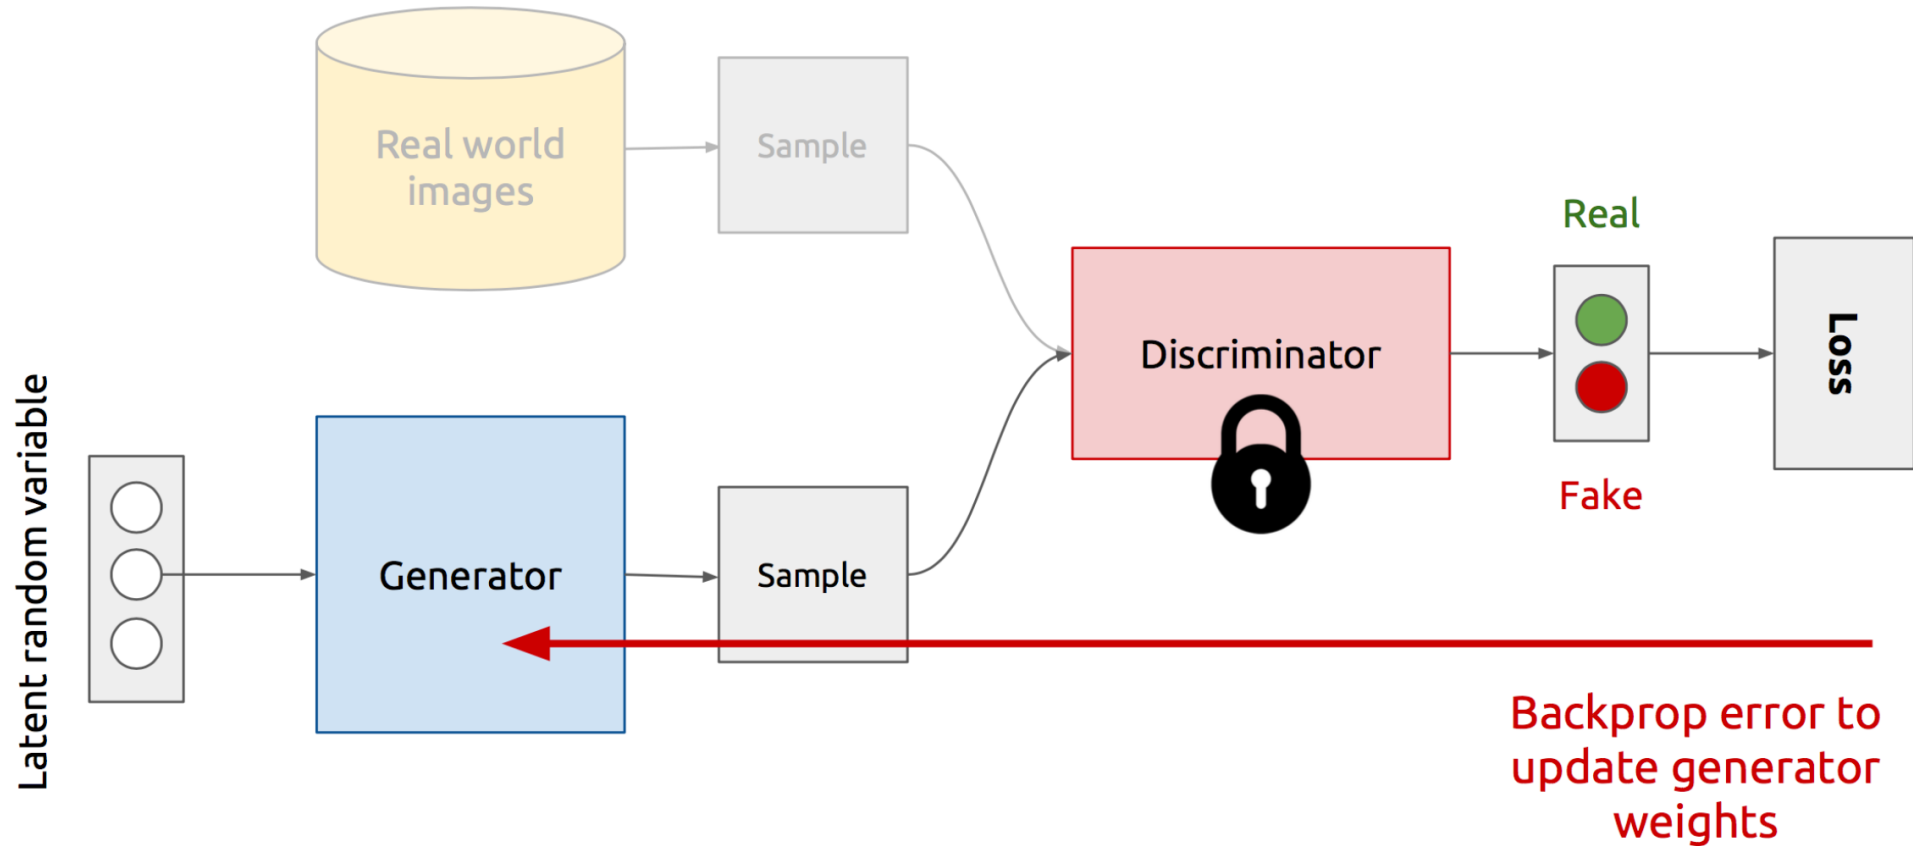 Real world
images
Sample
Real
Discriminator
Loss
Fake
Latent random variable
Generator
Sample
Backprop error to
update generator
weights